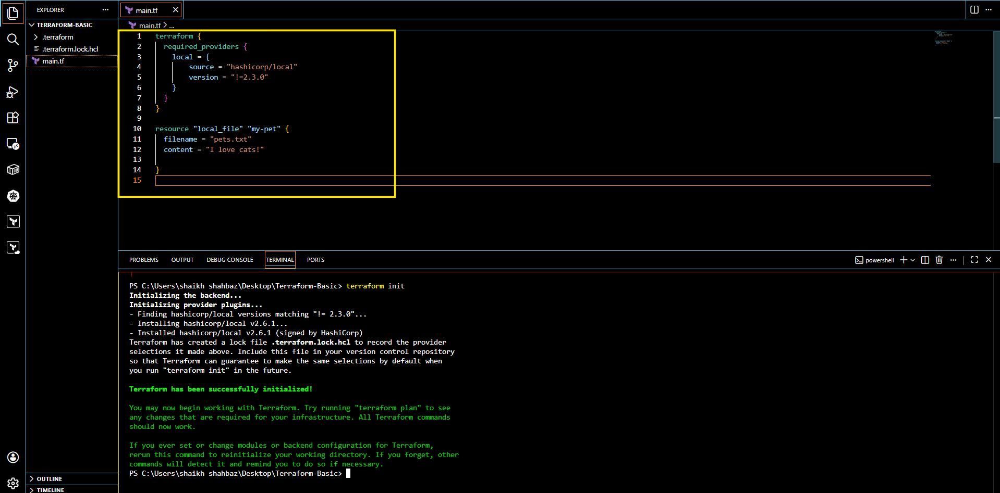 EXPLORER ...
TERRAFORM-BASIC
.terraform
.terraform.lock.hcl
main.tf
OUTLINE
TIMELINE
main.tf
main.tf > ...
1 terraform {
2 required_providers {
3 local = {
4 source = "hashicorp/local"
5 version = "!=2.3.0"
6 }
7 }
8 }
9
10 resource "local_file" "my-pet" {
11 filename = "pets.txt"
12 content = "I love cats!"
13
14 }
15
PROBLEMS OUTPUT DEBUG CONSOLE TERMINAL PORTS powershell
PS C:\Users\shaikh shahbaz\Desktop\Terraform-Basic> terraform init
Initializing the backend...
Initializing provider plugins...
- Finding hashicorp/local versions matching "!= 2.3.0"...
- Installing hashicorp/local v2.6.1...
- Installed hashicorp/local v2.6.1 (signed by HashiCorp)
Terraform has created a lock file .terraform.lock.hcl to record the provider
selections it made above. Include this file in your version control repository
so that Terraform can guarantee to make the same selections by default when
you run "terraform init" in the future.
Terraform has been successfully initialized!
You may now begin working with Terraform. Try running "terraform plan" to see
any changes that are required for your infrastructure. All Terraform commands
should now work.
If you ever set or change modules or backend configuration for Terraform,
rerun this command to reinitialize your working directory. If you forget, other
commands will detect it and remind you to do so if necessary.
PS C:\Users\shaikh shahbaz\Desktop\Terraform-Basic>